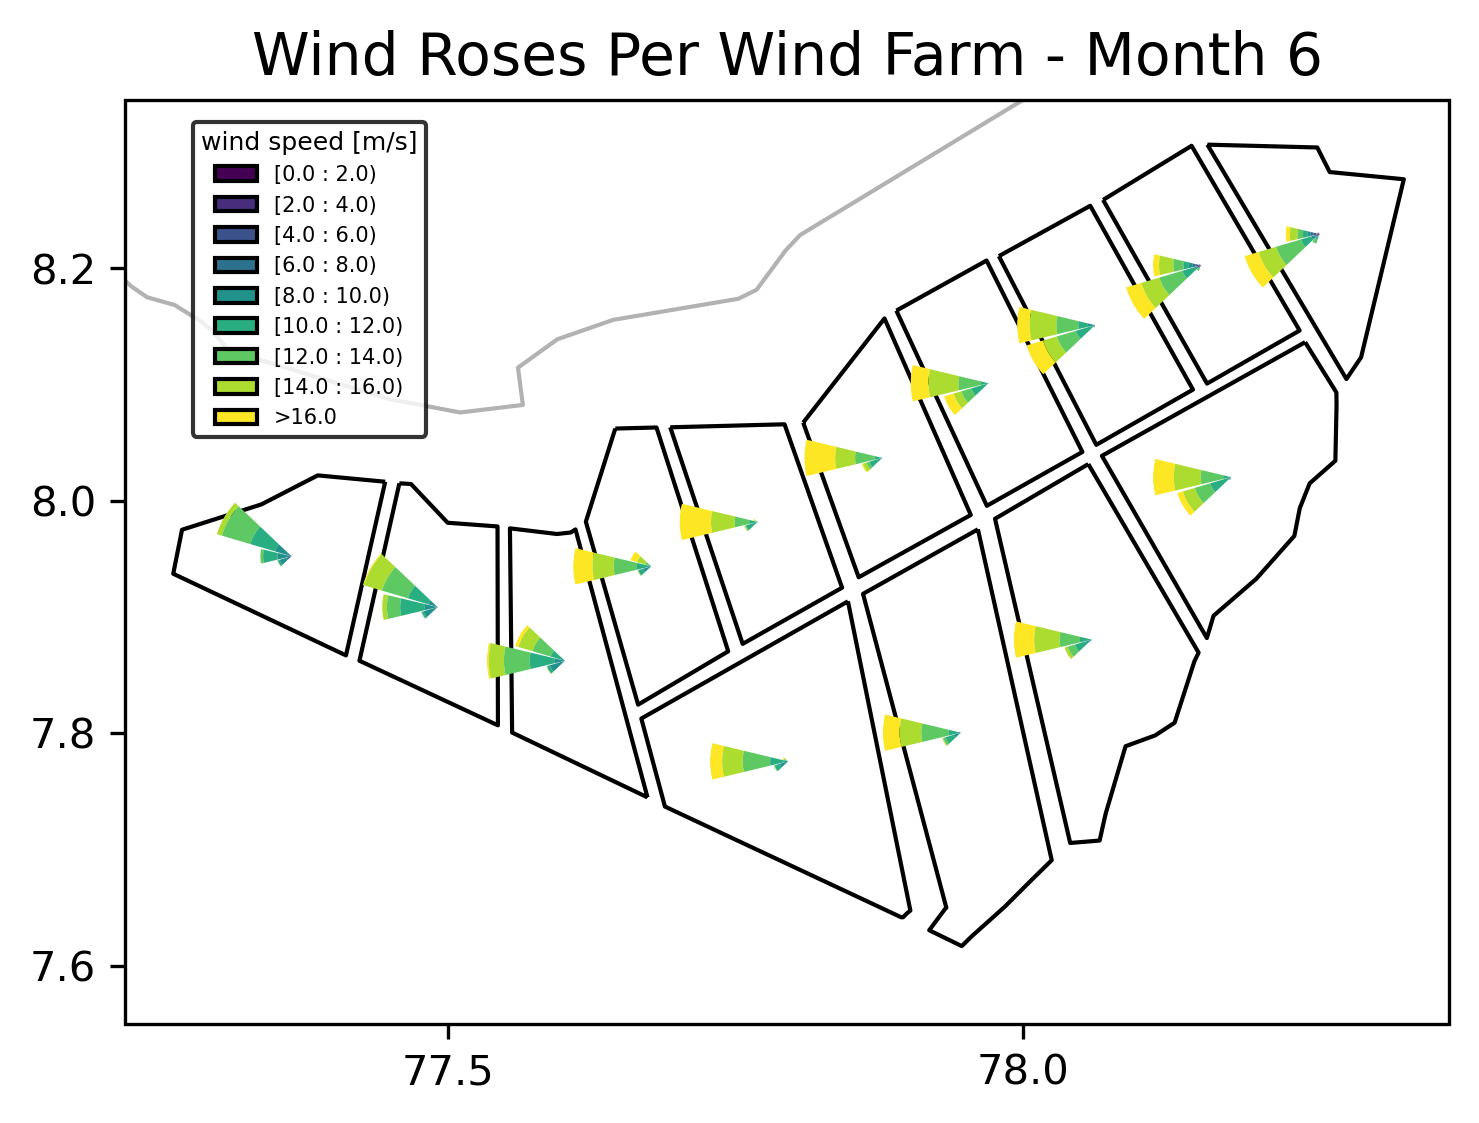 Wind Roses Per Wind Farm - Month 6
wind speed [m/s]
[0.0 : 2.0)
[2.0 : 4.0)
[4.0 : 6.0)
[6.0 : 8.0)
[8.0 : 10.0)
[10.0 : 12.0)
[12.0 : 14.0)
[14.0 : 16.0)
>16.0
8.2
8.0
7.8
7.6
77.5
78.0